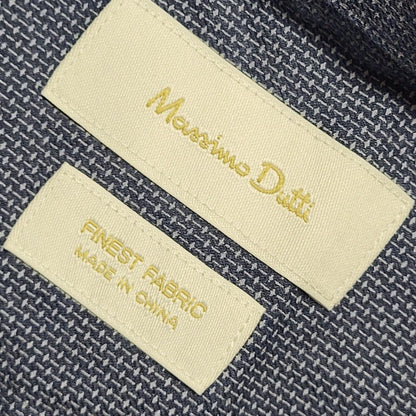 Massimo Dutti
FINEST FABRIC
MADE IN CHINA